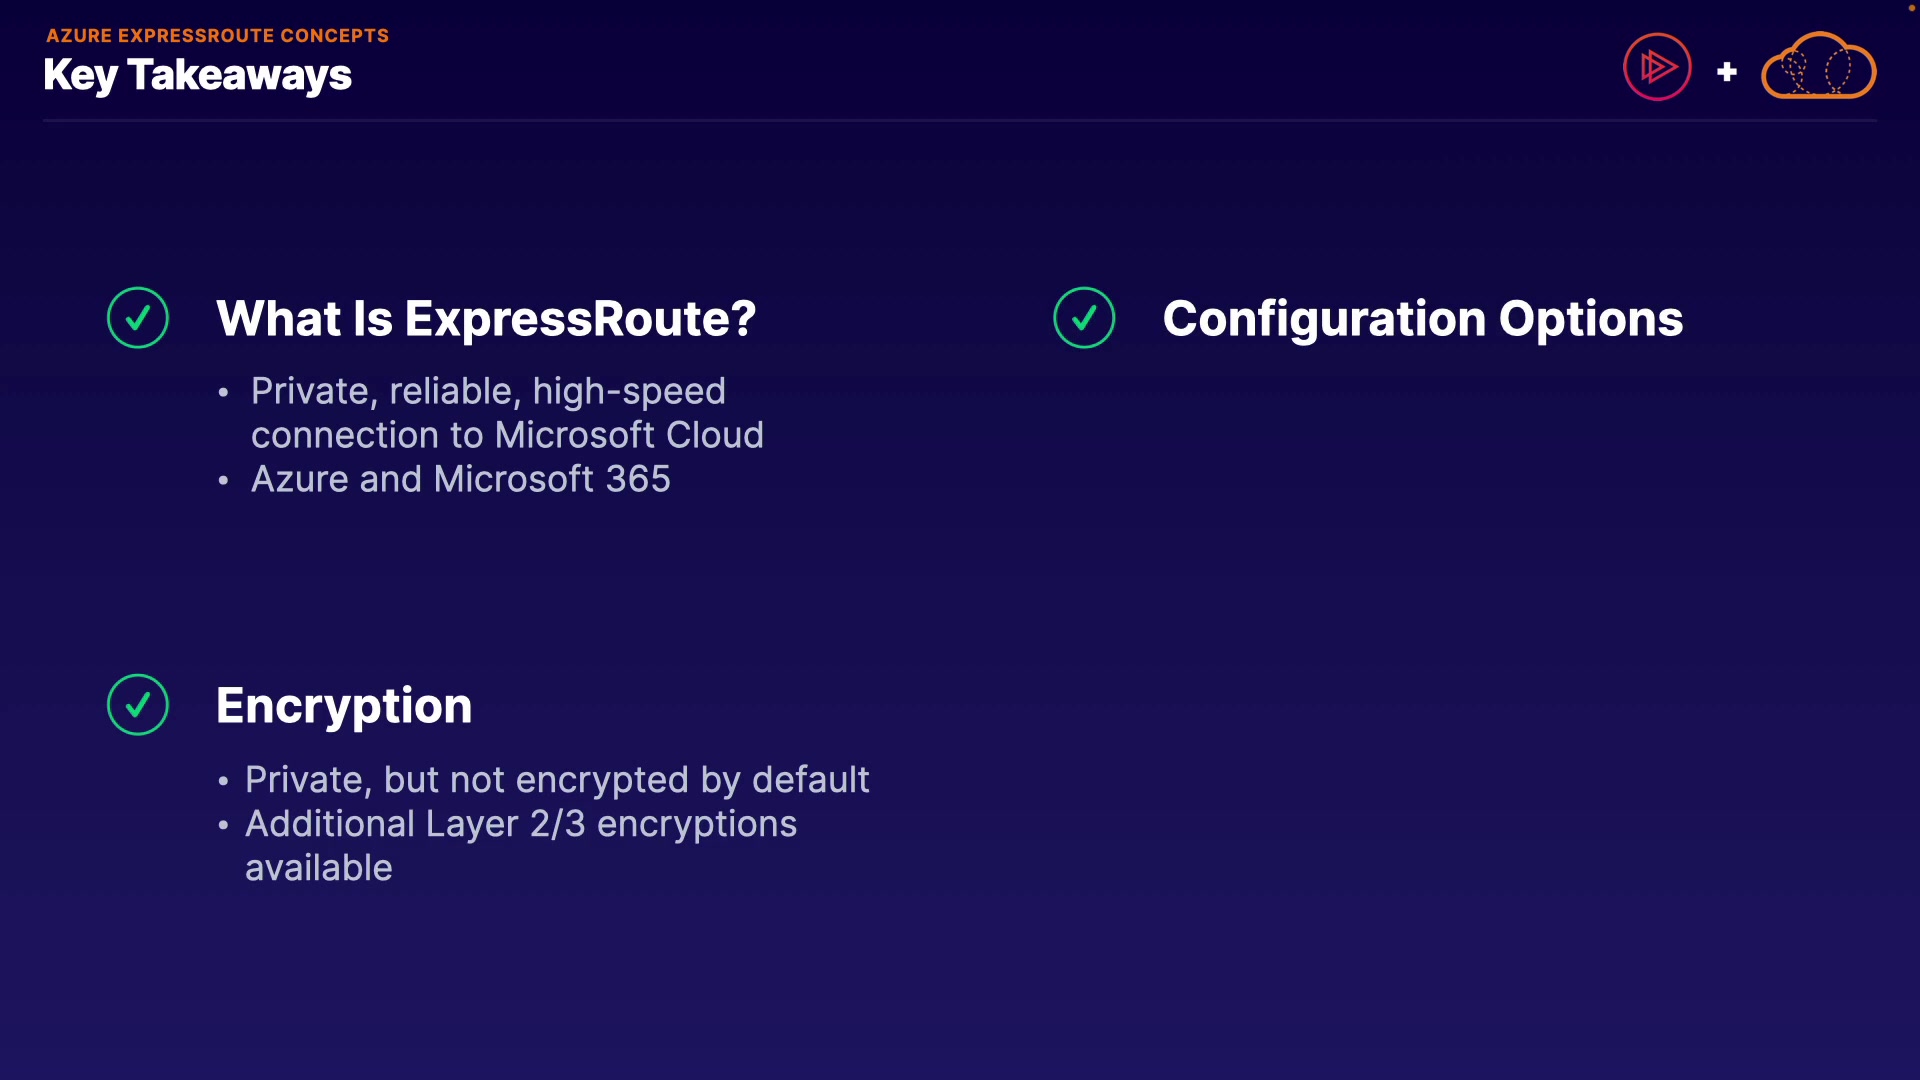 AZURE EXPRESSROUTE CONCEPTS
Key Takeaways
What Is ExpressRoute?
• Private, reliable, high-speed
connection to Microsoft Cloud
• Azure and Microsoft 365
Encryption
• Private, but not encrypted by default
• Additional Layer 2/3 encryptions
available
Configuration Options